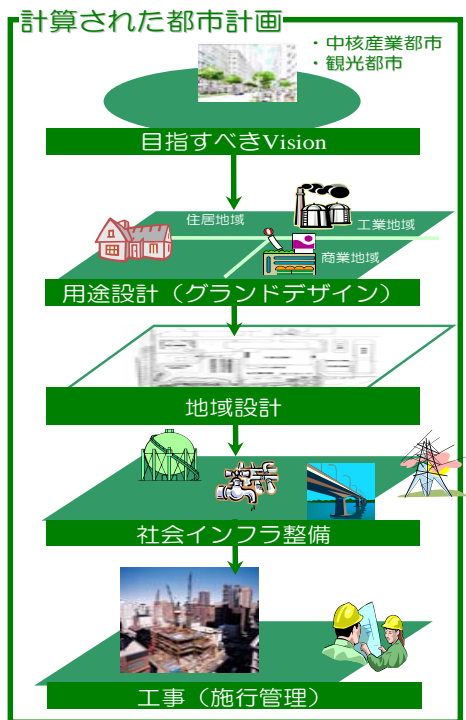 計算された都市計画
・中核産業都市
・観光都市
目指すべきVision
住居地域
工業地域
商業地域
用途設計（グランドデザイン）
地域設計
社会インフラ整備
工事（施行管理）